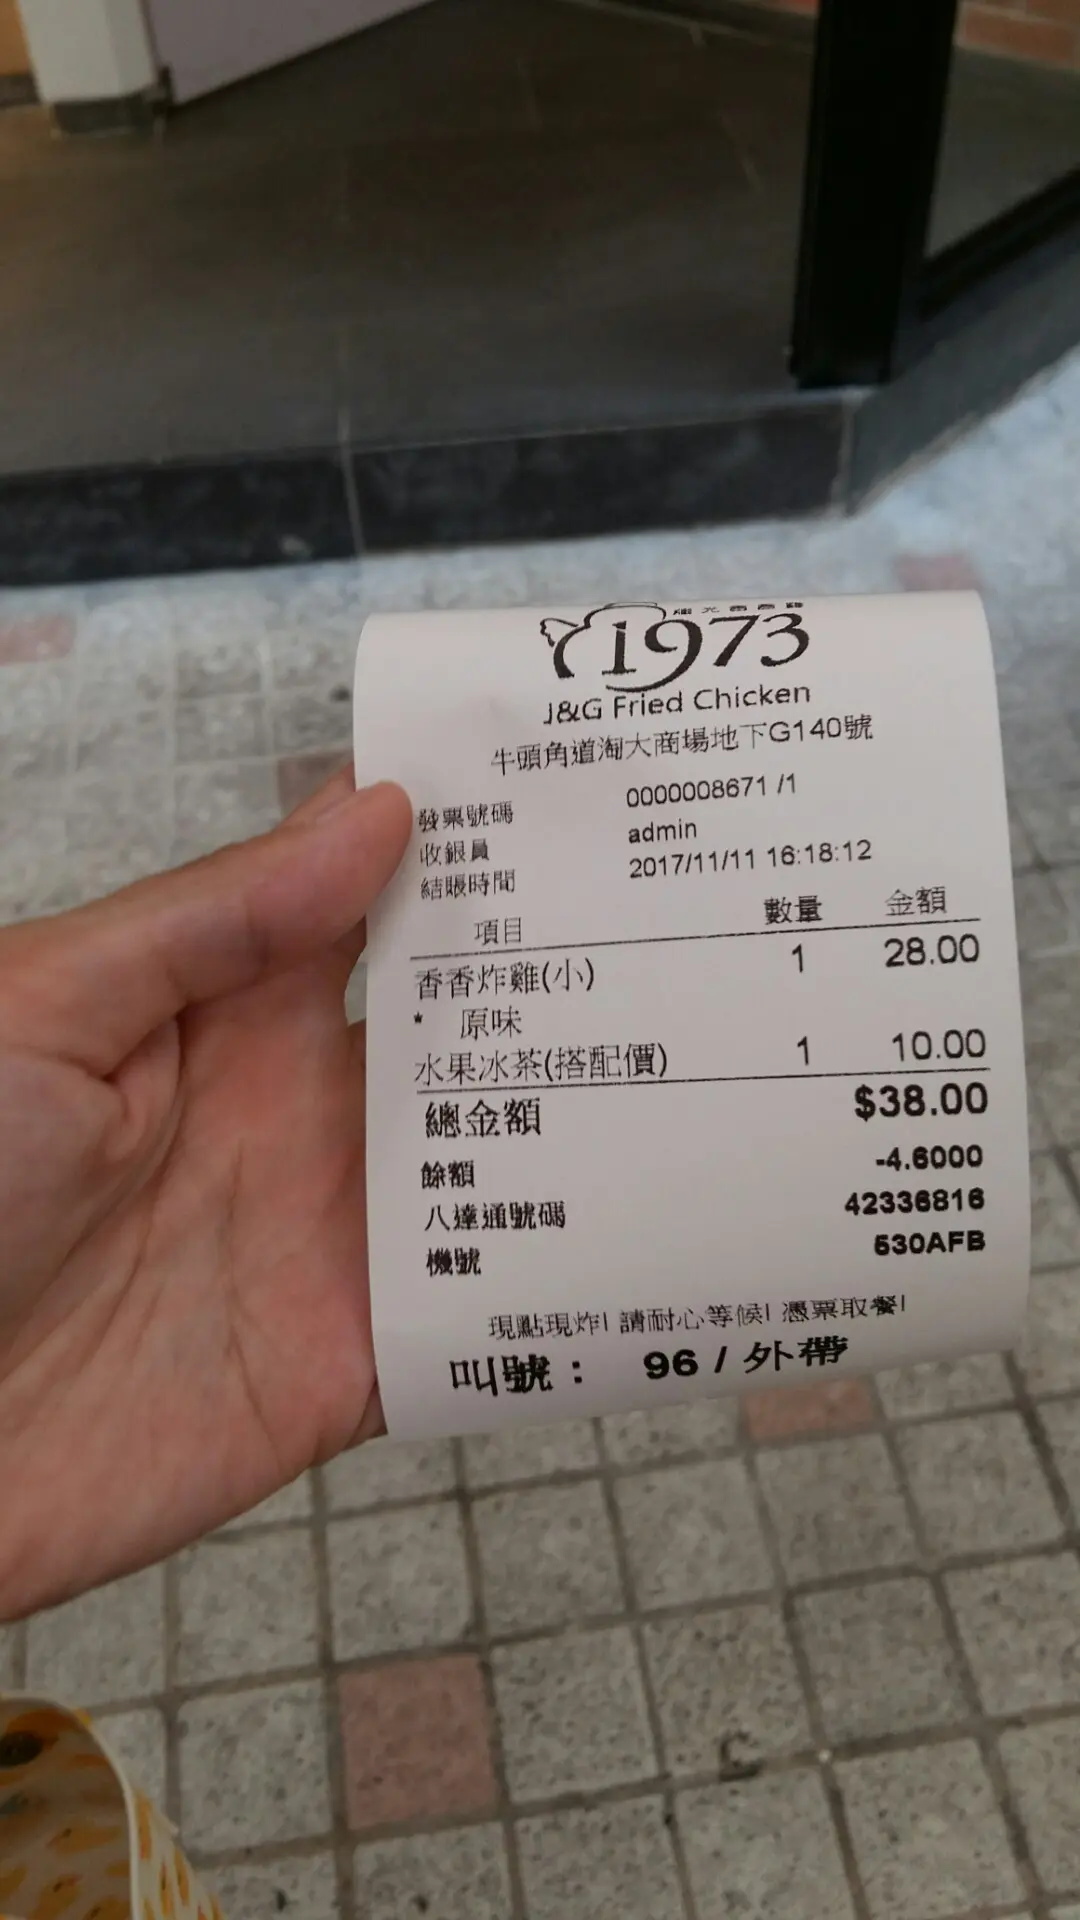 繼光香香雞
1973
J&G Fried Chicken
牛頭角道淘大商場地下G140號
發票號碼 0000008671 /1
收銀員 admin
結賬時間 2017/11/11 16:18:12
項目 數量 金額
香香炸雞(小) 1 28.00
* 原味
水果冰茶(搭配價) 1 10.00
總金額 $38.00
餘額 -4.6000
八達通號碼 42336816
機號 530AFB
現點現炸! 請耐心等候! 憑票取餐!
叫號： 96 / 外帶